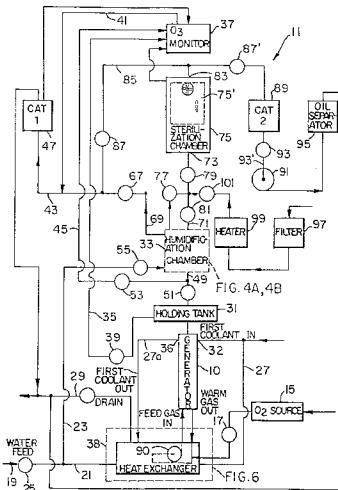 41
O3
MONITOR
37
11
87'
85
83
75'
CAT
1
47
89
CAT
2
OIL SEPARATOR
95
STERILIZATION
CHAMBER
75
73
93
93'
91
87
79
67
77
101
43
81
71
69
45
99
97
HEATER
FILTER
55
33
HUMIDIFICATION
CHAMBER
49
FIG. 4A, 4B
53
51
35
31
HOLDING TANK
39
36
FIRST
COOLANT IN
27a
32
GENERATOR
10
27
FIRST
COOLANT
OUT
WARM
GAS
OUT
15
29
DRAIN
FEED GAS
IN
17
O2 SOURCE
23
38
90
WATER
FEED
HEAT EXCHANGER
FIG. 6
19
25
21